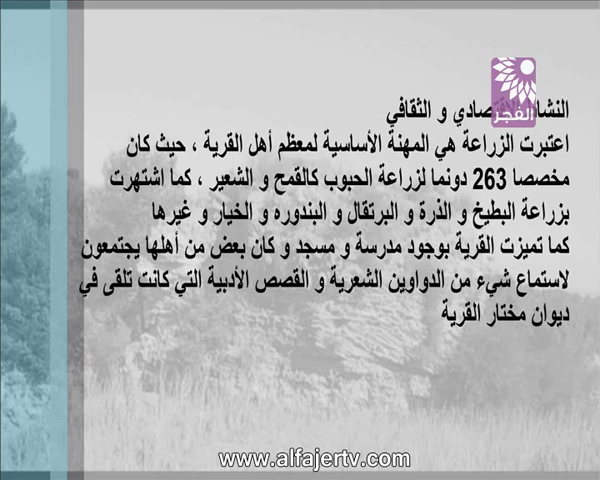 الفجر
النشاط الاقتصادي و الثقافي
اعتبرت الزراعة هي المهنة الأساسية لمعظم أهل القرية ، حيث كان
مخصصا 263 دونما لزراعة الحبوب كالقمح و الشعير ، كما اشتهرت
بزراعة البطيخ و الذرة و البرتقال و البندوره و الخيار و غيرها
كما تميزت القرية بوجود مدرسة و مسجد و كان بعض من أهلها يجتمعون
لاستماع شيء من الدواوين الشعرية و القصص الأدبية التي كانت تلقى في
ديوان مختار القرية
www.alfajertv.com